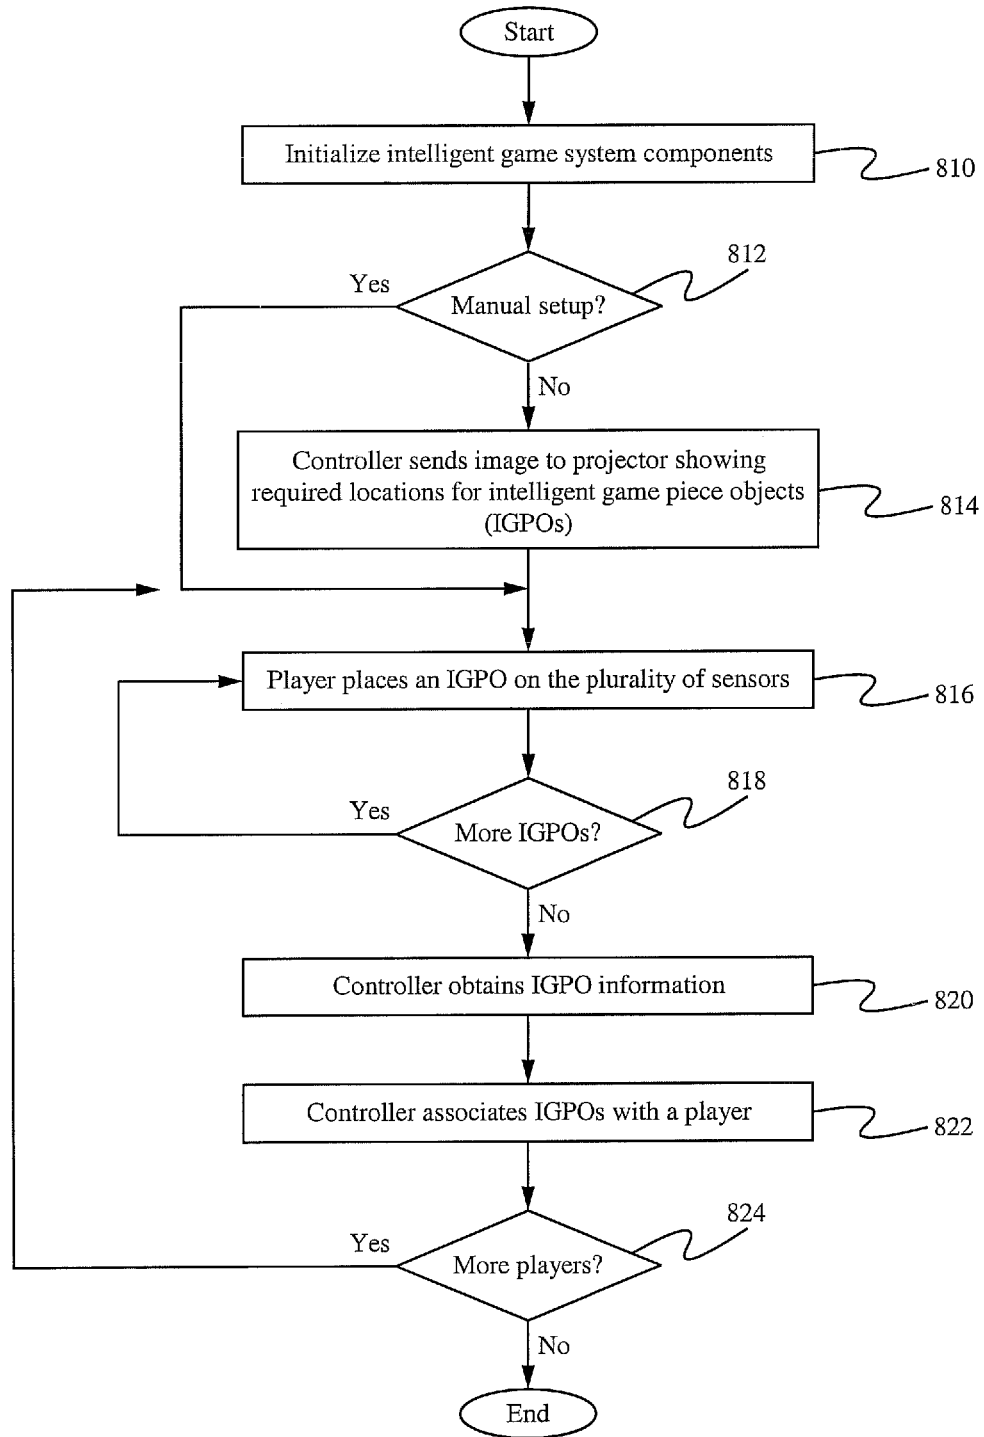 Start
Initialize intelligent game system components
810
812
Yes
Manual setup?
No
Controller sends image to projector showing
required locations for intelligent game piece objects
(IGPOs)
814
Player places an IGPO on the plurality of sensors
816
818
Yes
More IGPOs?
No
Controller obtains IGPO information
820
Controller associates IGPOs with a player
822
824
Yes
More players?
No
End